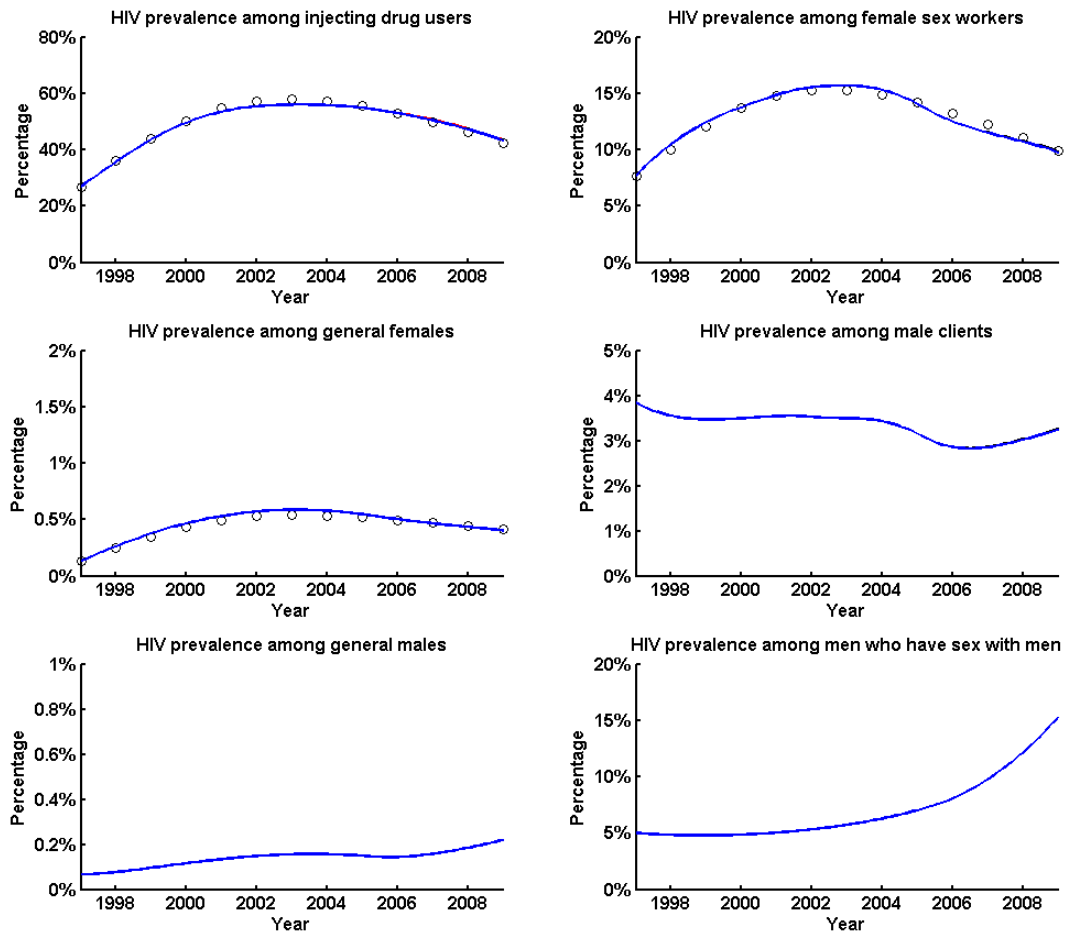 HIV prevalence among injecting drug users
80%
60%
40%
20%
0%
Percentage
1998 2000 2002 2004 2006 2008
Year
HIV prevalence among female sex workers
20%
15%
10%
5%
0%
Percentage
1998 2000 2002 2004 2006 2008
Year
HIV prevalence among general females
2%
1.5%
1%
0.5%
0%
Percentage
1998 2000 2002 2004 2006 2008
Year
HIV prevalence among male clients
5%
4%
3%
2%
1%
0%
Percentage
1998 2000 2002 2004 2006 2008
Year
HIV prevalence among general males
1%
0.8%
0.6%
0.4%
0.2%
0%
Percentage
1998 2000 2002 2004 2006 2008
Year
HIV prevalence among men who have sex with men
20%
15%
10%
5%
0%
Percentage
1998 2000 2002 2004 2006 2008
Year